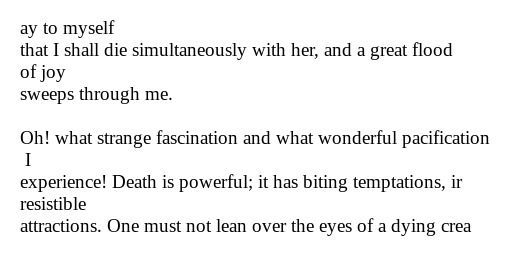 ay to myself
that I shall die simultaneously with her, and a great flood
of joy
sweeps through me.
Oh! what strange fascination and what wonderful pacification
I
experience! Death is powerful; it has biting temptations, ir
resistible
attractions. One must not lean over the eyes of a dying crea